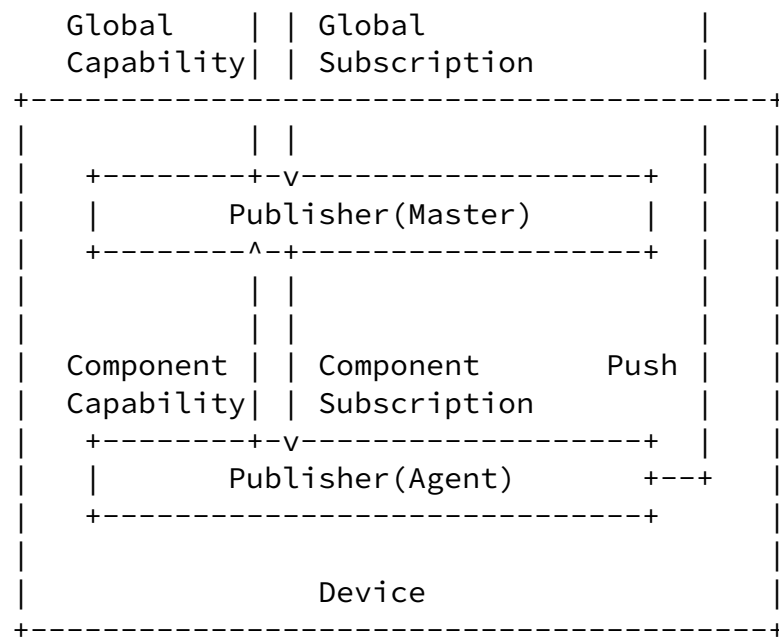 Global | | Global |
Capability| | Subscription |
+-----------------------------------------+
| | | | |
| +--------+-v-------------------+ | |
| | Publisher(Master) | | |
| +--------^-+-------------------+ | |
| | | | |
| | | | |
| Component | | Component Push | |
| Capability| | Subscription | |
| +--------+-v-------------------+ | |
| | Publisher(Agent) +--+ |
| +------------------------------+ |
| |
| Device |
+-----------------------------------------+